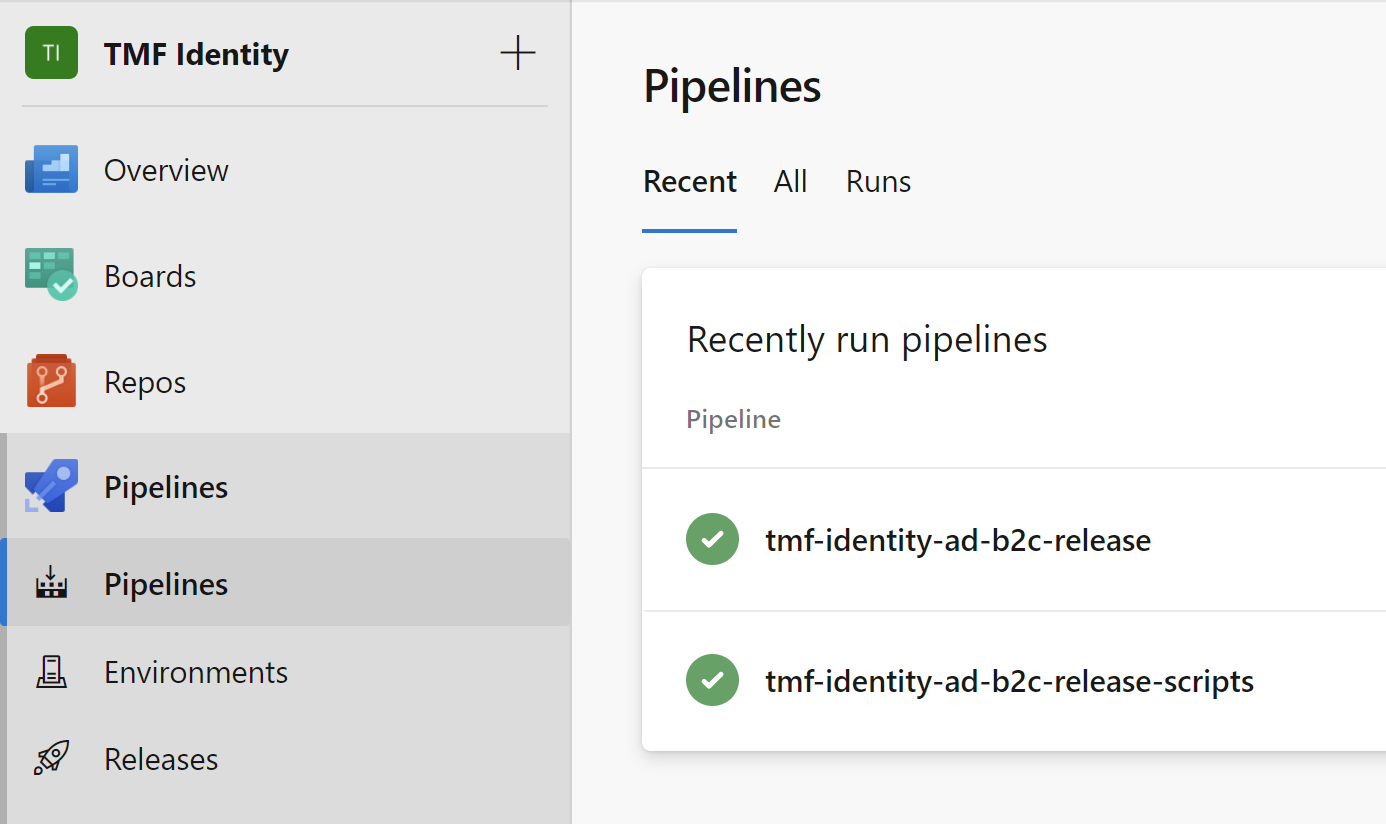 TI
TMF Identity
Overview
Boards
Repos
Pipelines
Pipelines
Environments
Releases
Pipelines
Recent All Runs
Recently run pipelines
Pipeline
tmf-identity-ad-b2c-release
tmf-identity-ad-b2c-release-scripts